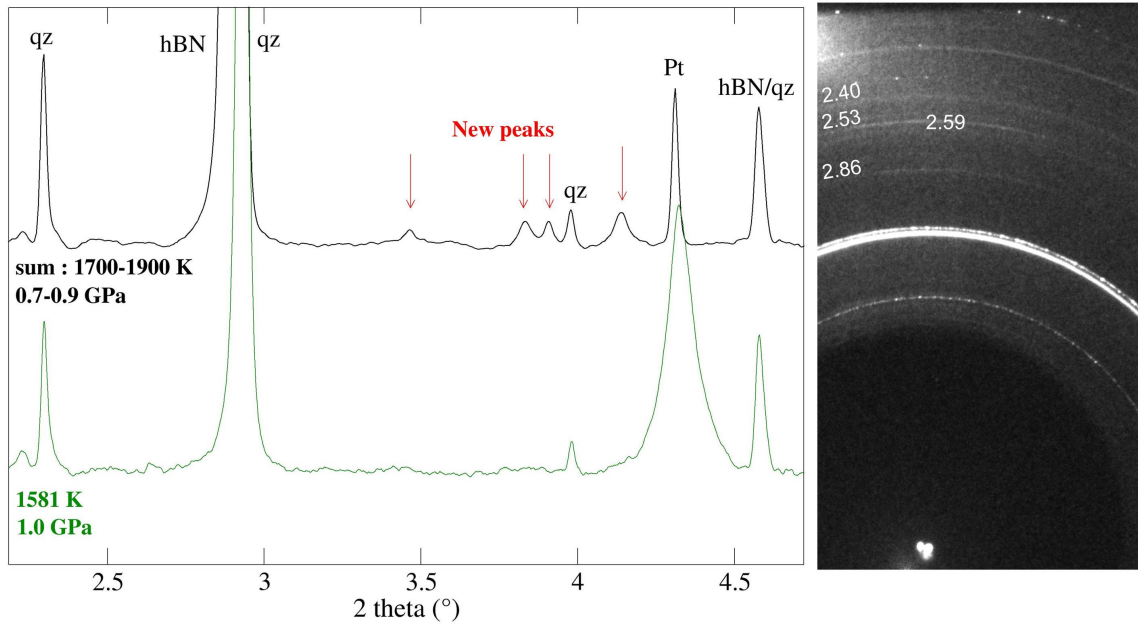 qz
hBN
qz
Pt
hBN/qz
New peaks
qz
sum : 1700-1900 K
0.7-0.9 GPa
1581 K
1.0 GPa
2.5
3
3.5
4
4.5
2 theta (°)
2.40
2.53
2.59
2.86